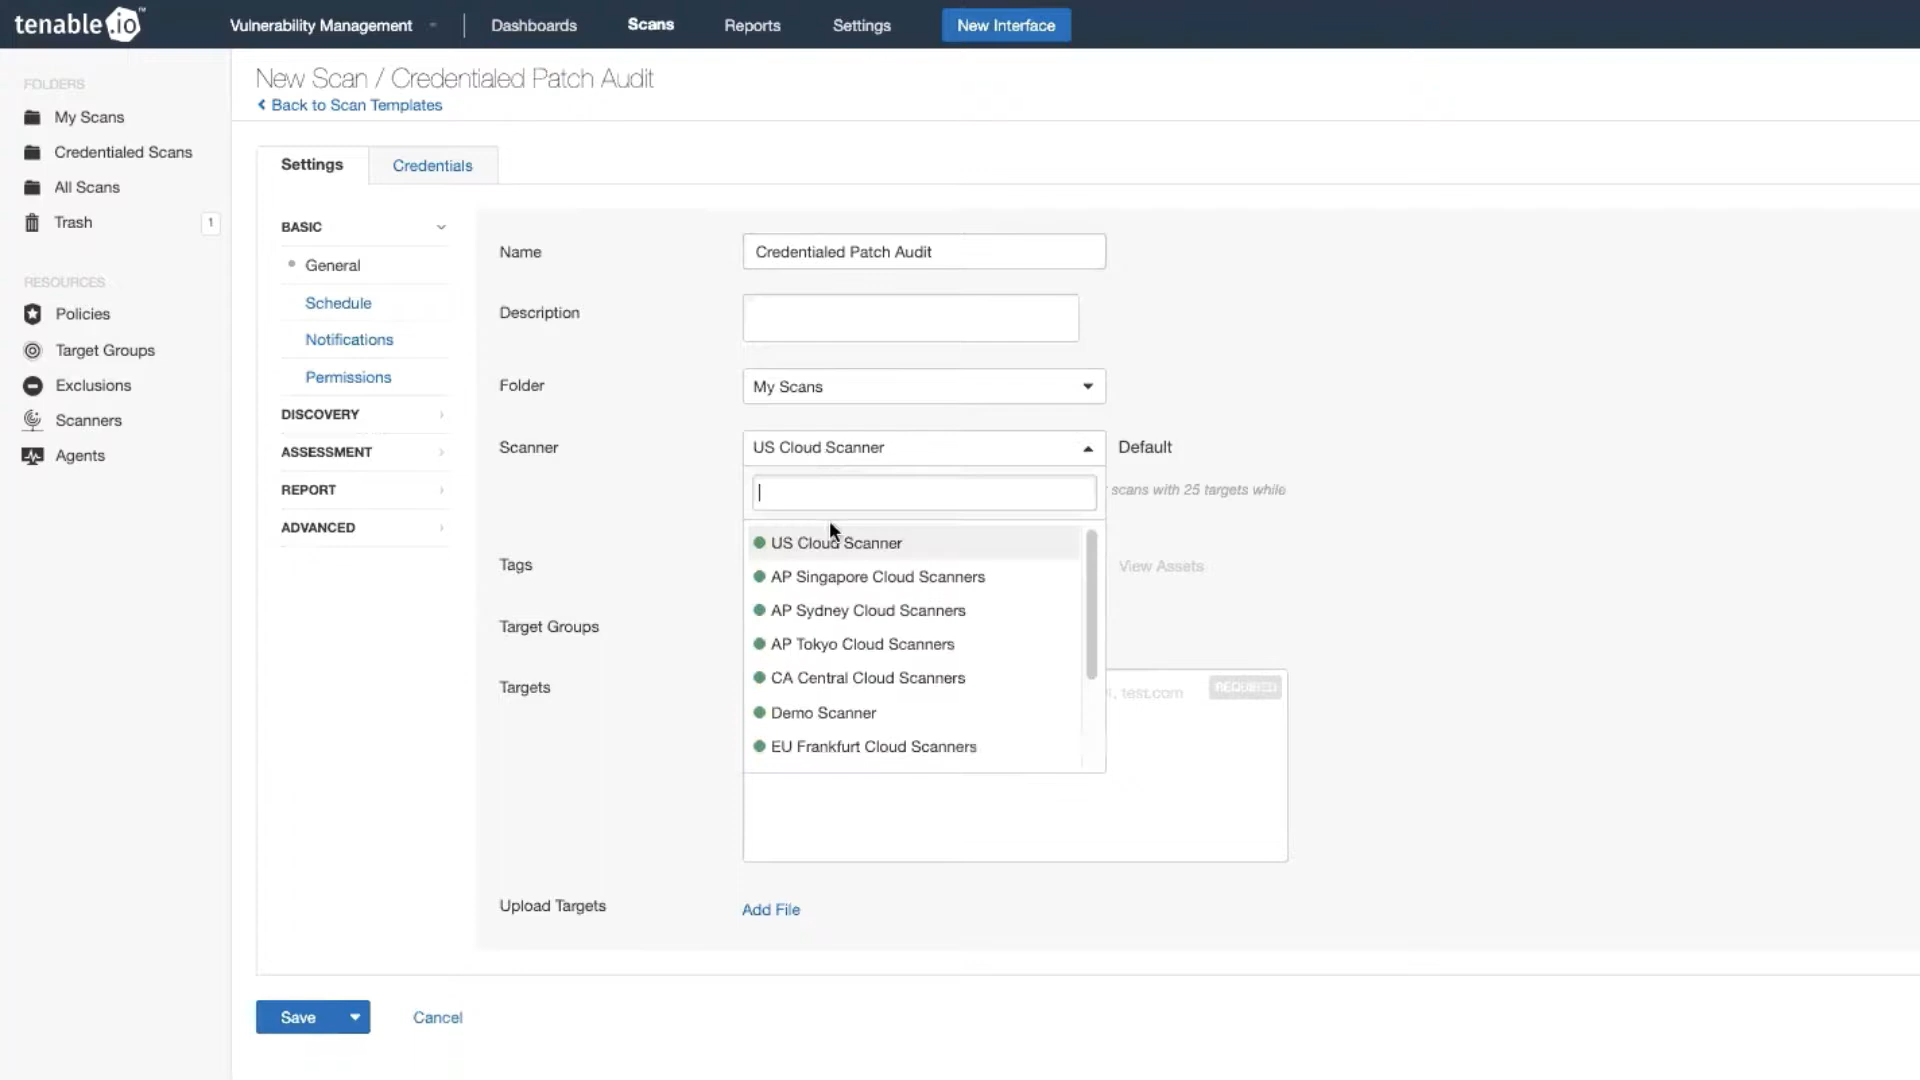 tenable.io™
Vulnerability Management
Dashboards
Scans
Reports
Settings
New Interface
FOLDERS
My Scans
Credentialed Scans
All Scans
Trash
1
RESOURCES
Policies
Target Groups
Exclusions
Scanners
Agents
New Scan / Credentialed Patch Audit
Back to Scan Templates
Settings
Credentials
BASIC
General
Schedule
Notifications
Permissions
DISCOVERY
ASSESSMENT
REPORT
ADVANCED
Name
Credentialed Patch Audit
Description
Folder
My Scans
Scanner
US Cloud Scanner
Default
scans with 25 targets while
US Cloud Scanner
AP Singapore Cloud Scanners
AP Sydney Cloud Scanners
AP Tokyo Cloud Scanners
CA Central Cloud Scanners
Demo Scanner
EU Frankfurt Cloud Scanners
Tags
View Assets
Target Groups
Targets
, test.com
REQUIRED
Upload Targets
Add File
Save
Cancel